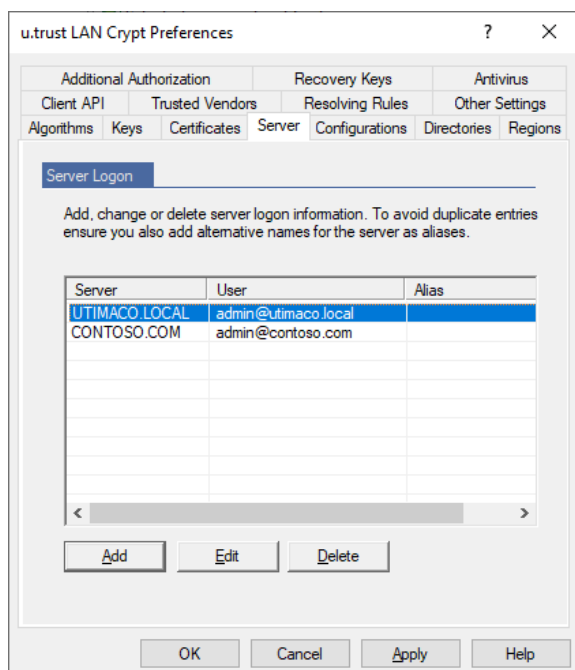 u.trust LAN Crypt Preferences ?
Additional Authorization Recovery Keys Antivirus
Client API Trusted Vendors Resolving Rules Other Settings
Algorithms Keys Certificates Server Configurations Directories Regions
Server Logon
Add, change or delete server logon information. To avoid duplicate entries
ensure you also add alternative names for the server as aliases.
Server User Alias
UTIMACO.LOCAL admin@utimaco.local
CONTOSO.COM admin@contoso.com
Add Edit Delete
OK Cancel Apply Help